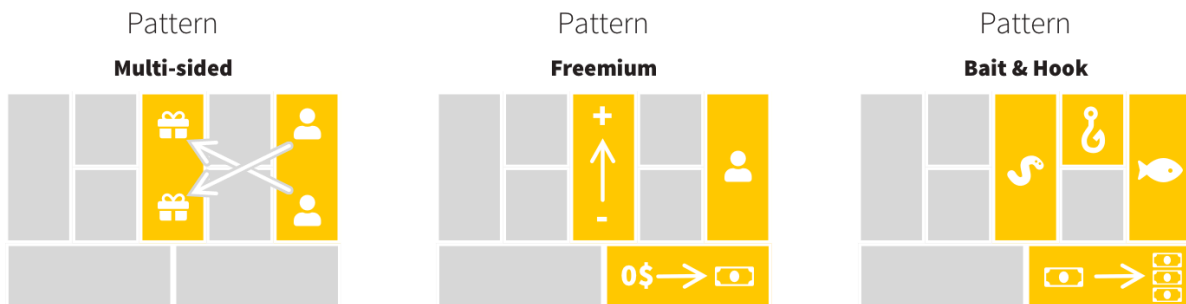 Pattern
Multi-sided
Pattern
Freemium
+
-
0$
Pattern
Bait & Hook